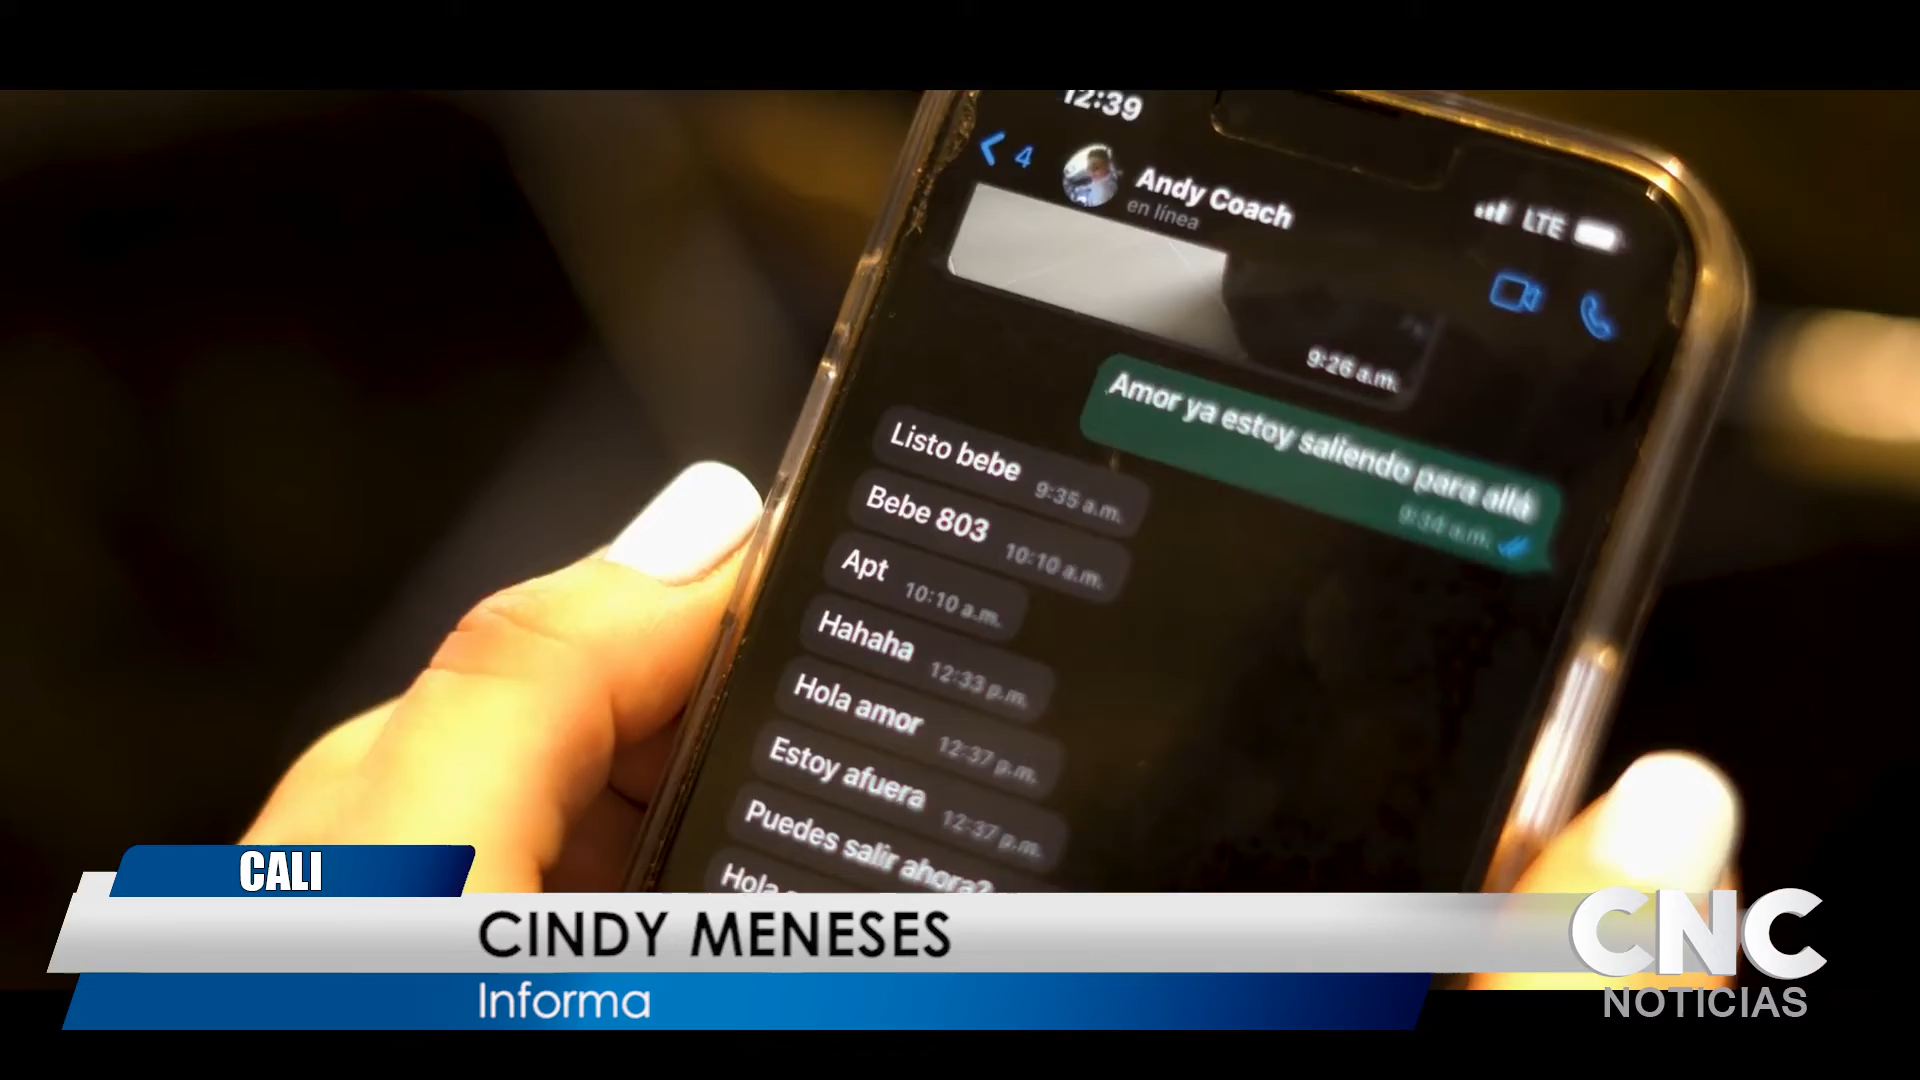 12:39
4
Andy Coach
en línea
LTE
9:26 a.m.
Amor ya estoy saliendo para allá
9:34 a.m.
Listo bebe 9:35 a.m.
Bebe 803 10:10 a.m.
Apt 10:10 a.m.
Hahaha 12:33 p.m.
Hola amor 12:37 p.m.
Estoy afuera 12:37 p.m.
Puedes salir ahora?
Hola
CALI
CINDY MENESES
Informa
CNC
NOTICIAS